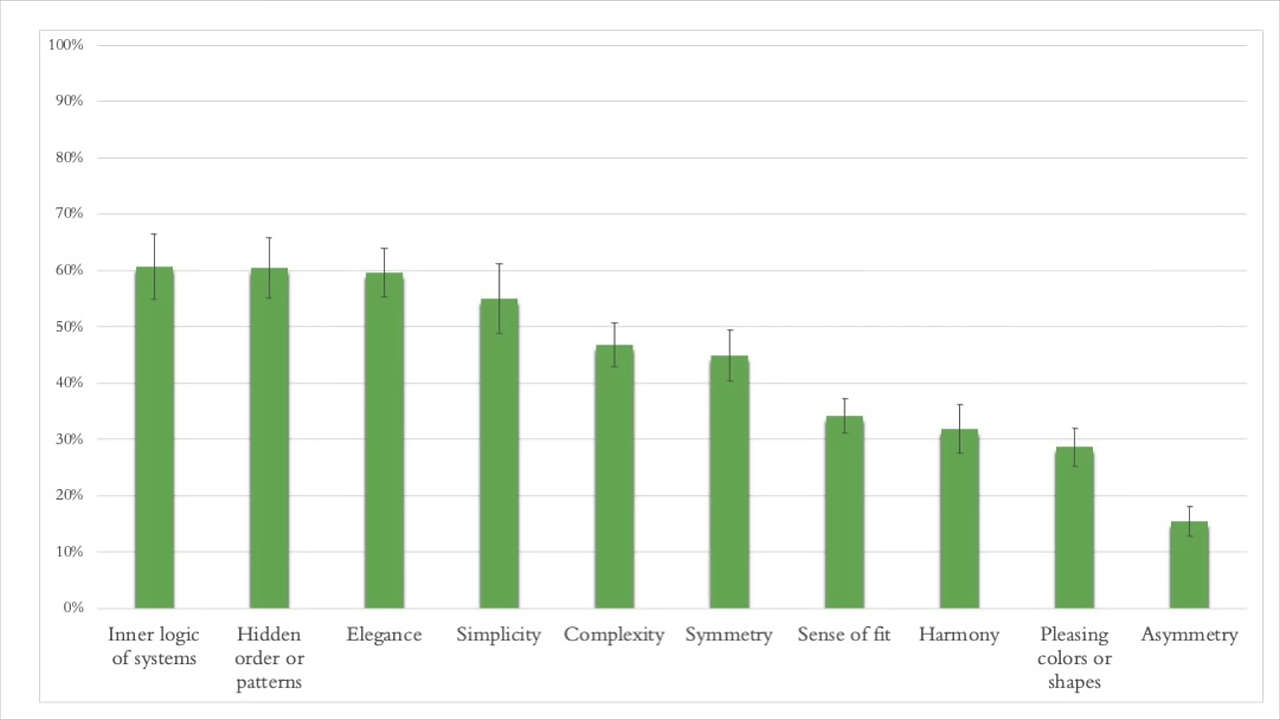 100%
90%
80%
70%
60%
50%
40%
30%
20%
10%
0%
Inner logic
of systems
Hidden
order or
patterns
Elegance
Simplicity
Complexity
Symmetry
Sense of fit
Harmony
Pleasing
colors or
shapes
Asymmetry